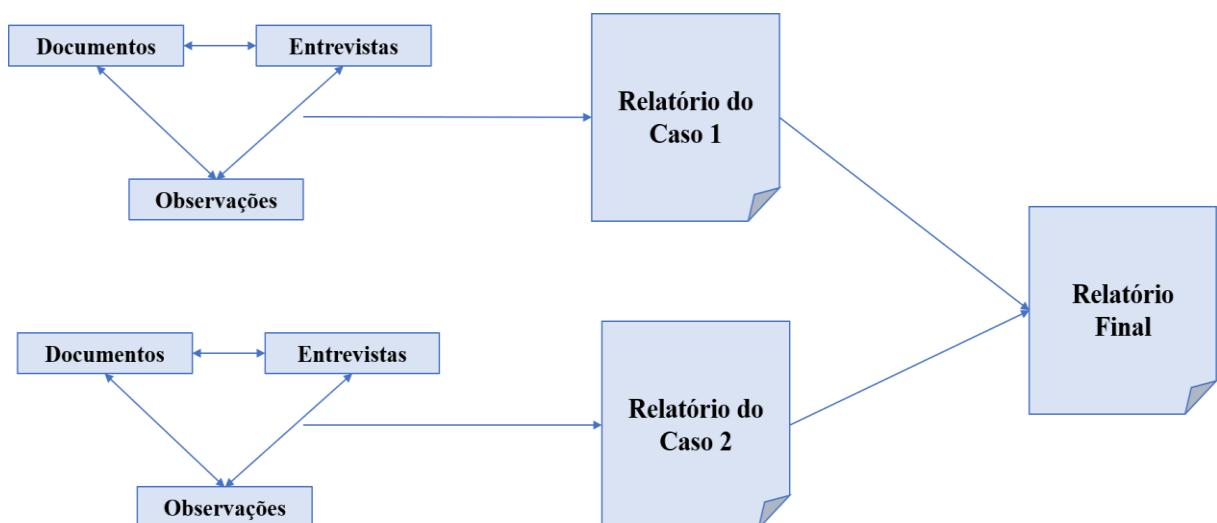 Documentos
Entrevistas
Observações
Relatório do
Caso 1
Relatório
Final
Documentos
Entrevistas
Observações
Relatório do
Caso 2